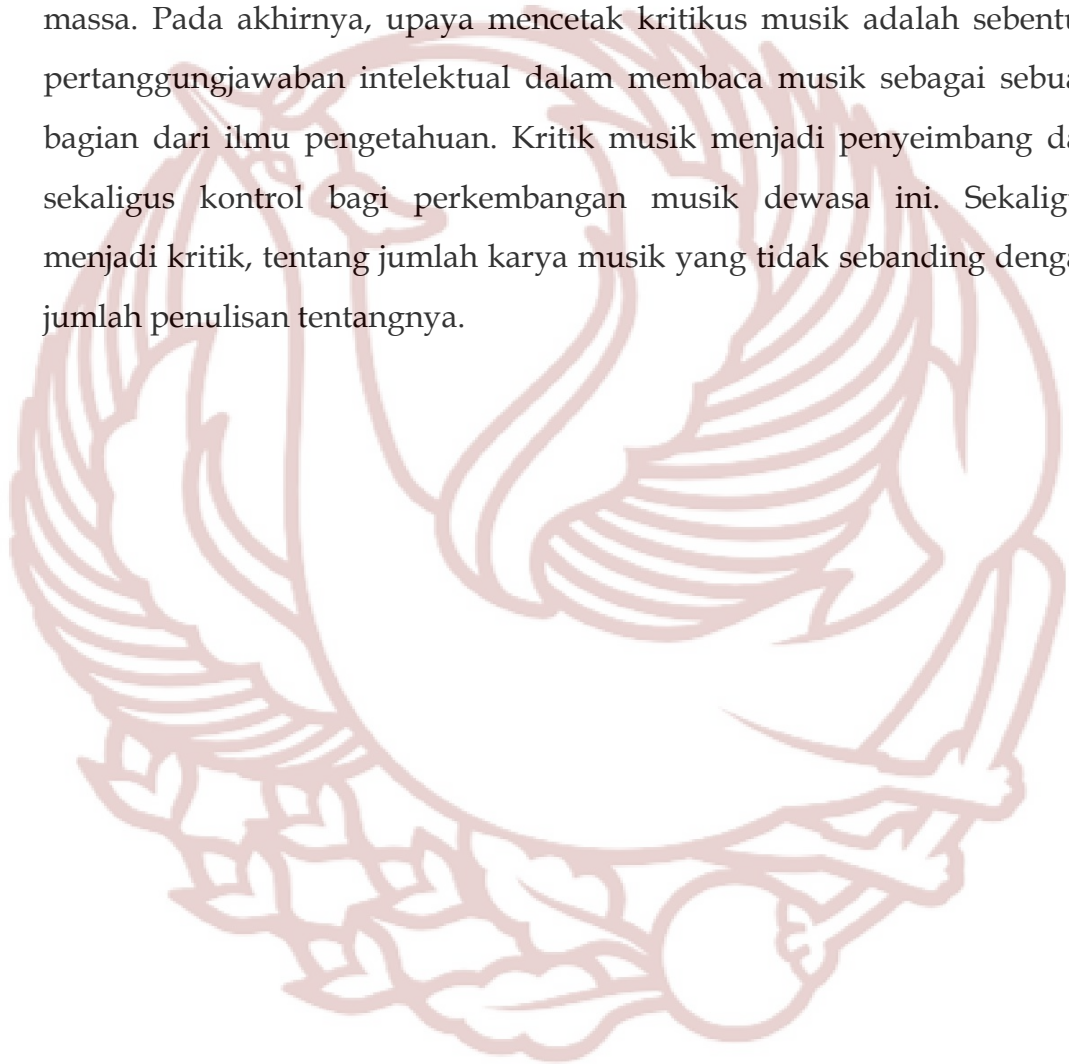 massa. Pada akhirnya, upaya mencetak kritikus musik adalah sebentu
pertanggungjawaban intelektual dalam membaca musik sebagai sebua
bagian dari ilmu pengetahuan. Kritik musik menjadi penyeimbang da
sekaligus kontrol bagi perkembangan musik dewasa ini. Sekalig
menjadi kritik, tentang jumlah karya musik yang tidak sebanding denga
jumlah penulisan tentangnya.